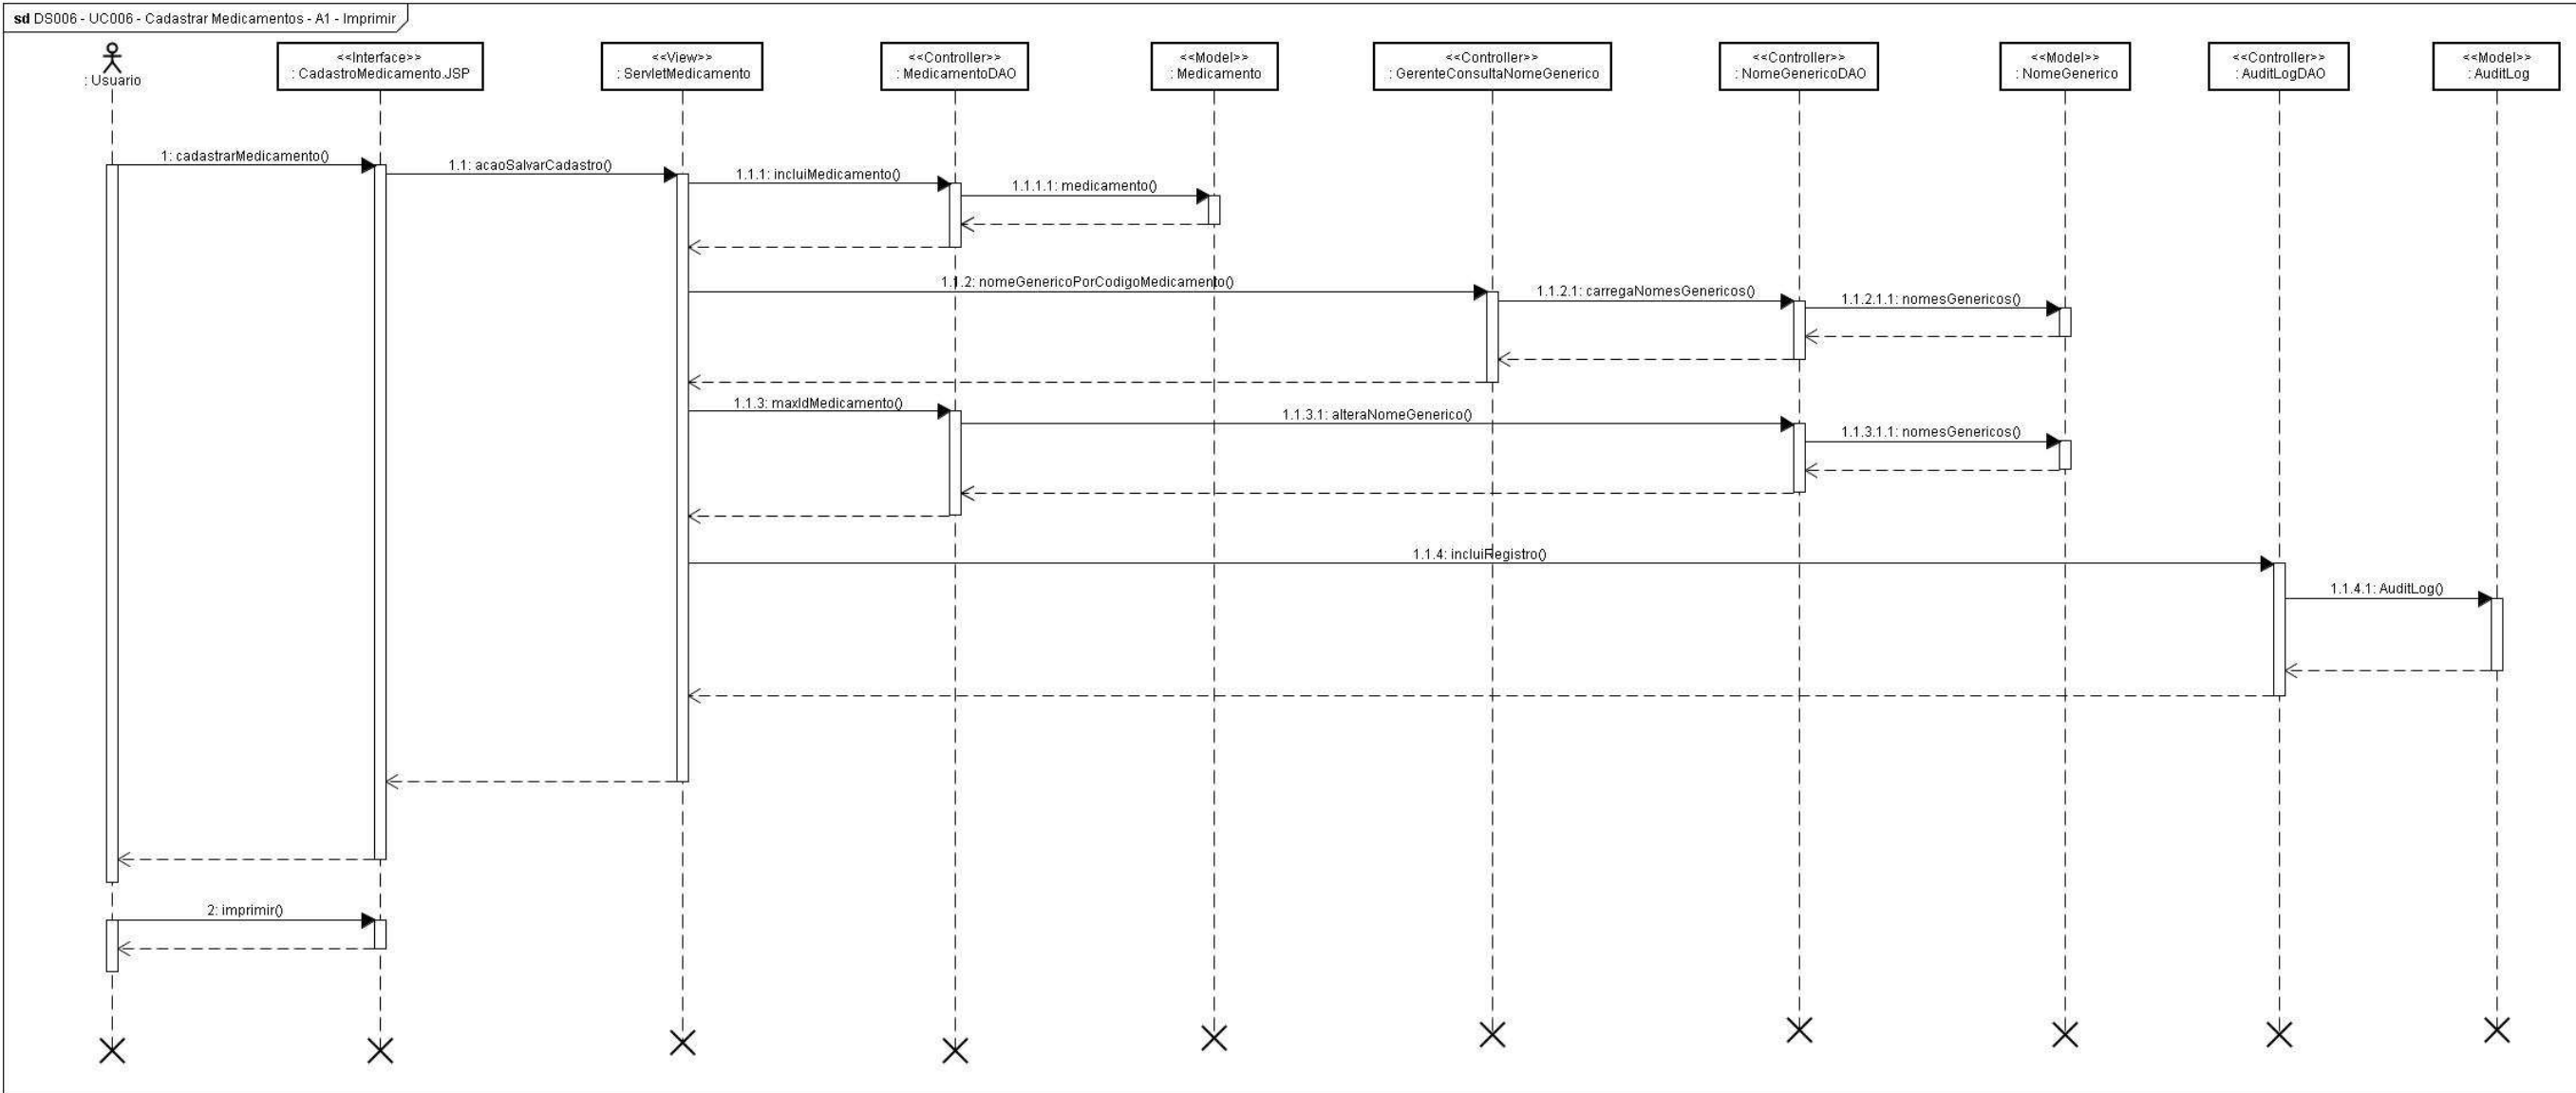 sd DS006 - UC006 - Cadastrar Medicamentos - A1 - Imprimir
: Usuario
<<Interface>>
: CadastroMedicamento.JSP
<<View>>
: ServletMedicamento
<<Controller>>
: MedicamentoDAO
<<Model>>
: Medicamento
<<Controller>>
: GerenteConsultaNomeGenerico
<<Controller>>
: NomeGenericoDAO
<<Model>>
: NomeGenerico
<<Controller>>
: AuditLogDAO
<<Model>>
: AuditLog
1: cadastrarMedicamento()
1.1: acaoSalvarCadastro()
1.1.1: incluiMedicamento()
1.1.1.1: medicamento()
1.1.2: nomeGenericoPorCodigoMedicamento()
1.1.2.1: carregaNomesGenericos()
1.1.2.1.1: nomesGenericos()
1.1.3: maxIdMedicamento()
1.1.3.1: alteraNomeGenerico()
1.1.3.1.1: nomesGenericos()
1.1.4: incluiRegistro()
1.1.4.1: AuditLog()
2: imprimir()